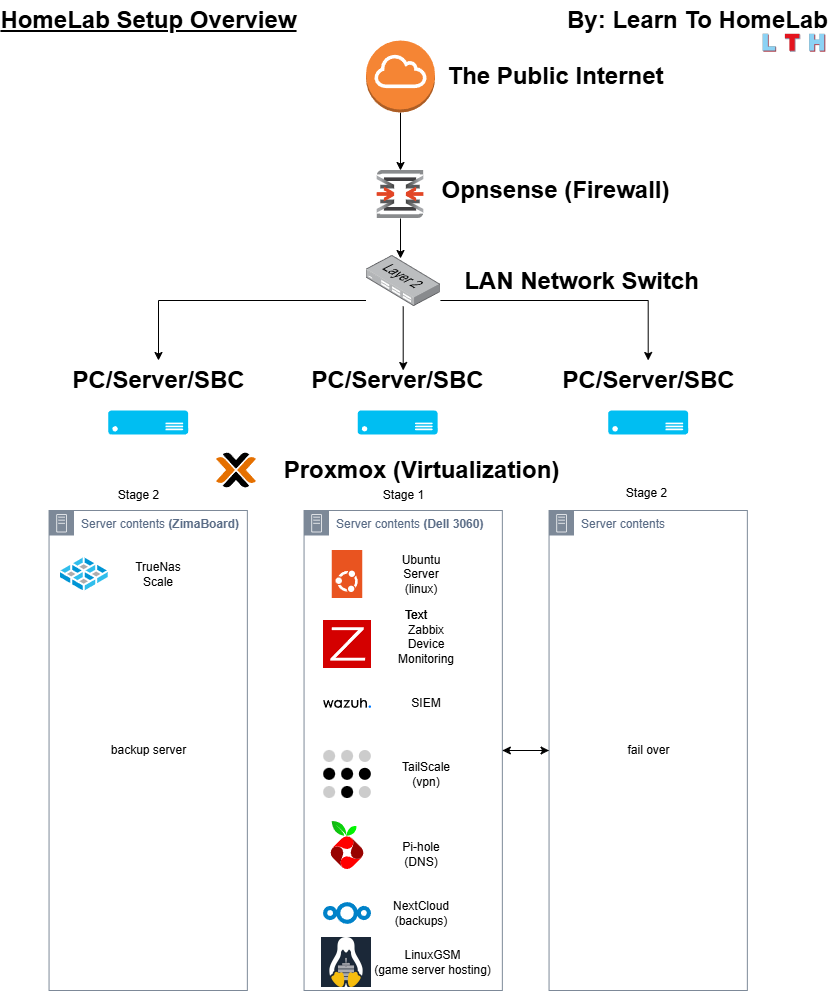 HomeLab Setup Overview
By: Learn To HomeLab
L T H
The Public Internet
Opnsense (Firewall)
Layer 2
LAN Network Switch
PC/Server/SBC
PC/Server/SBC
PC/Server/SBC
Proxmox (Virtualization)
Stage 2
Stage 1
Stage 2
Server contents (ZimaBoard)
TrueNas
Scale
backup server
Server contents (Dell 3060)
Ubuntu
Server
(linux)
Text
Zabbix
Device
Monitoring
Z
wazuh.
SIEM
TailScale
(vpn)
Pi-hole
(DNS)
NextCloud
(backups)
LinuxGSM
(game server hosting)
Server contents
fail over